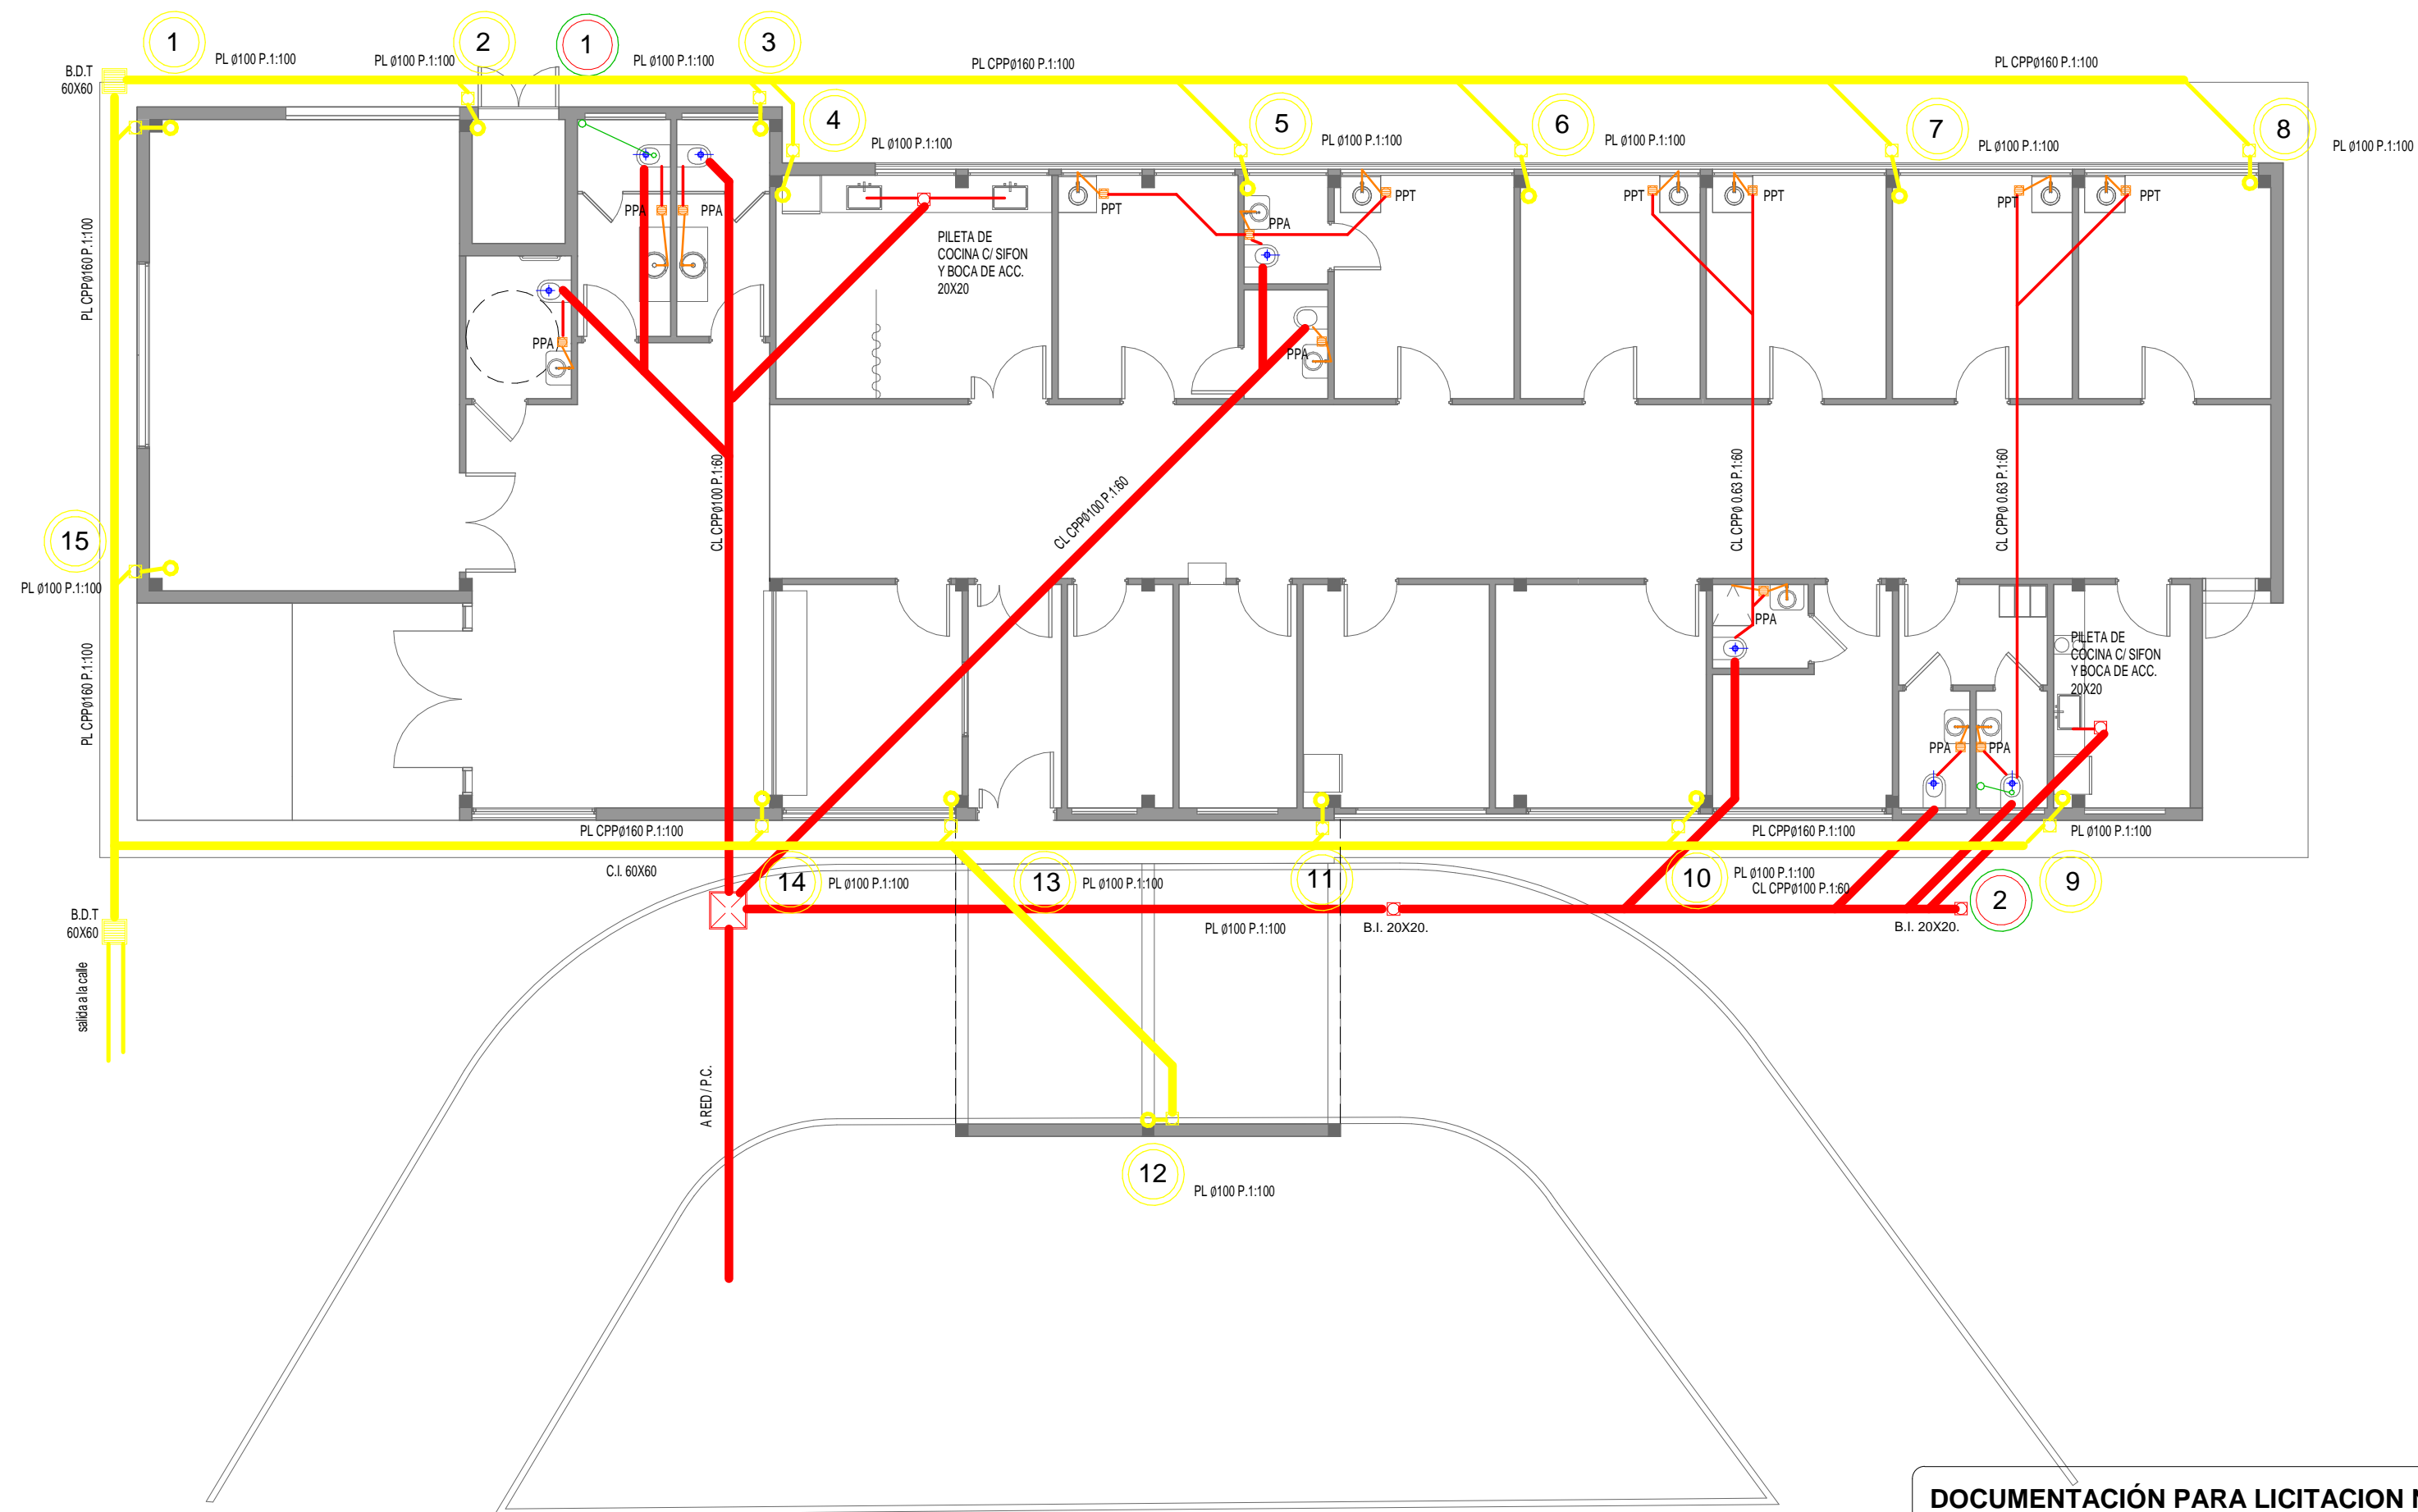 1
2
1
3
PL Ø100 P.1:100
PL Ø100 P.1:100
PL Ø100 P.1:100
PL CPPØ160 P.1:100
PL CPPØ160 P.1:100
B.D.T
60X60
4
5
6
7
8
PL Ø100 P.1:100
PL Ø100 P.1:100
PL Ø100 P.1:100
PL Ø100 P.1:100
PL Ø100 P.1:100
PPA
PPA
PPT
PPT
PPT
PPT
PPT
PPT
PPA
PILETA DE
COCINA C/ SIFON
Y BOCA DE ACC.
20X20
PL CPPØ160 P.1:100
PPA
PPA
CL CPPØ100 P.1:60
CL CPPØ100 P.1:60
CL CPPØ 0.63 P.1:60
CL CPPØ 0.63 P.1:60
15
PL Ø100 P.1:100
PPA
PILETA DE
COCINA C/ SIFON
Y BOCA DE ACC.
20X20
PL CPPØ160 P.1:100
PPA
PPA
PL CPPØ160 P.1:100
PL CPPØ160 P.1:100
PL Ø100 P.1:100
C.I. 60X60
14
PL Ø100 P.1:100
13
PL Ø100 P.1:100
11
10
PL Ø100 P.1:100
CL CPPØ100 P.1:60
2
9
B.D.T
60X60
PL Ø100 P.1:100
B.I. 20X20.
B.I. 20X20.
salida a la calle
A RED / P.C.
12
PL Ø100 P.1:100
DOCUMENTACIÓN PARA LICITACION